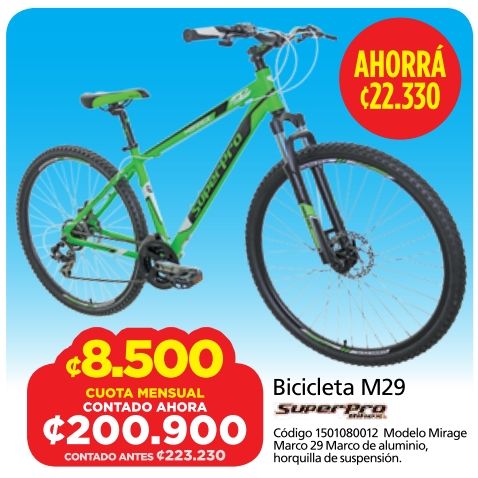 AHORRÁ
¢22.330
SuperPro
¢8.500
CUOTA MENSUAL
CONTADO AHORA
¢200.900
CONTADO ANTES ¢223.230
Bicicleta M29
SuperPro
Bikes
Código 1501080012 Modelo Mirage
Marco 29 Marco de aluminio,
horquilla de suspensión.